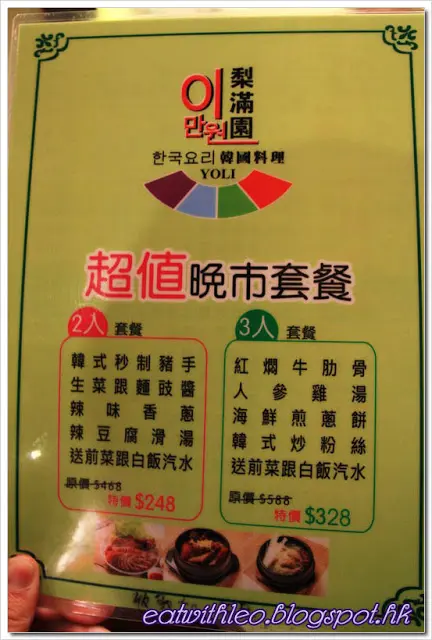 이만원
梨滿園
한국요리 韓國料理
YOLI
超值晚市套餐
2人 套餐
韓式秒制豬手
生菜跟麵豉醬
辣味香蔥
辣豆腐滑湯
送前菜跟白飯汽水
原價 $468
特價 $248
3人 套餐
紅燜牛肋骨
人參雞湯
海鮮煎蔥餅
韓式炒粉絲
送前菜跟白飯汽水
原價 $588
特價 $328
eatwithleo.blogspot.hk